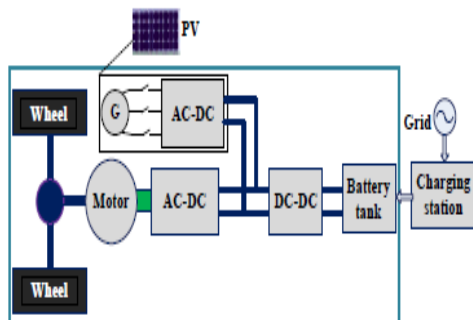 PV
Wheel
G
AC-DC
Grid
Motor
AC-DC
DC-DC
Battery
tank
Charging
station
Wheel